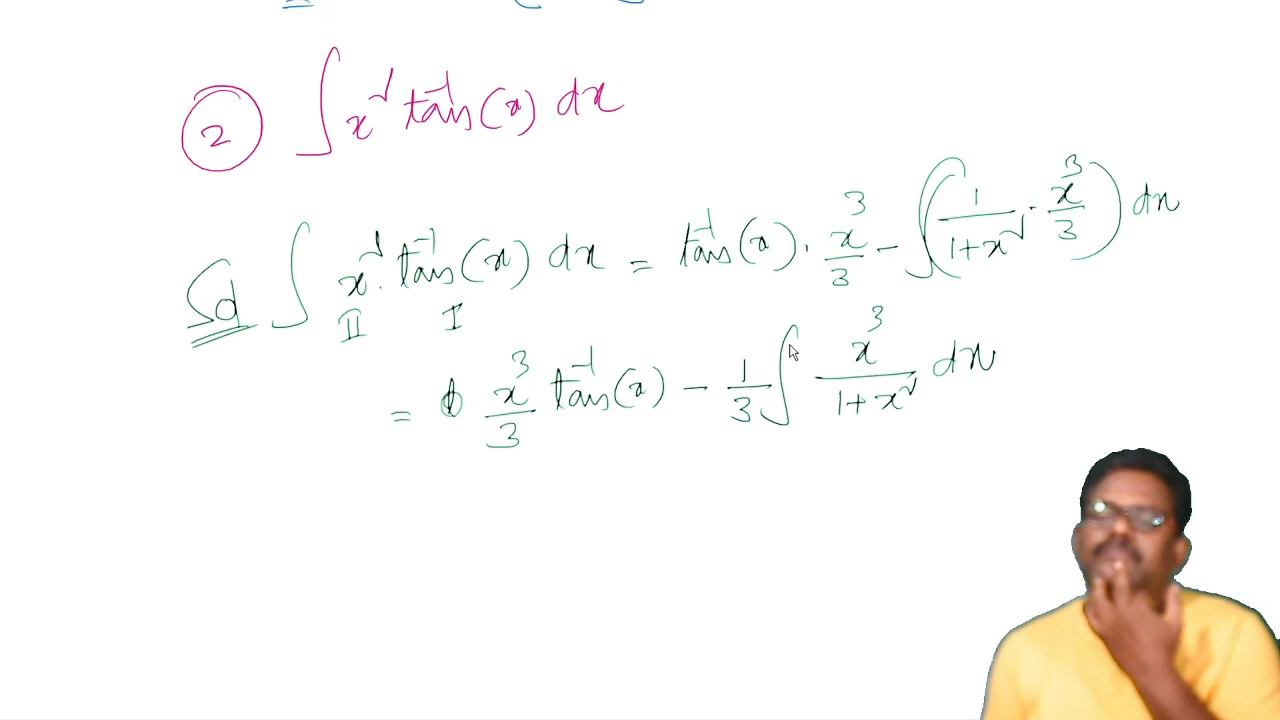 ② ∫ x² tan⁻¹(x) dx
Sol ∫ x² · tan⁻¹(x) dx = tan⁻¹(x) · x³/3 − ∫ (1/(1+x²) · x³/3) dx
II I
= x³/3 tan⁻¹(x) − 1/3 ∫ x³/(1+x²) dx